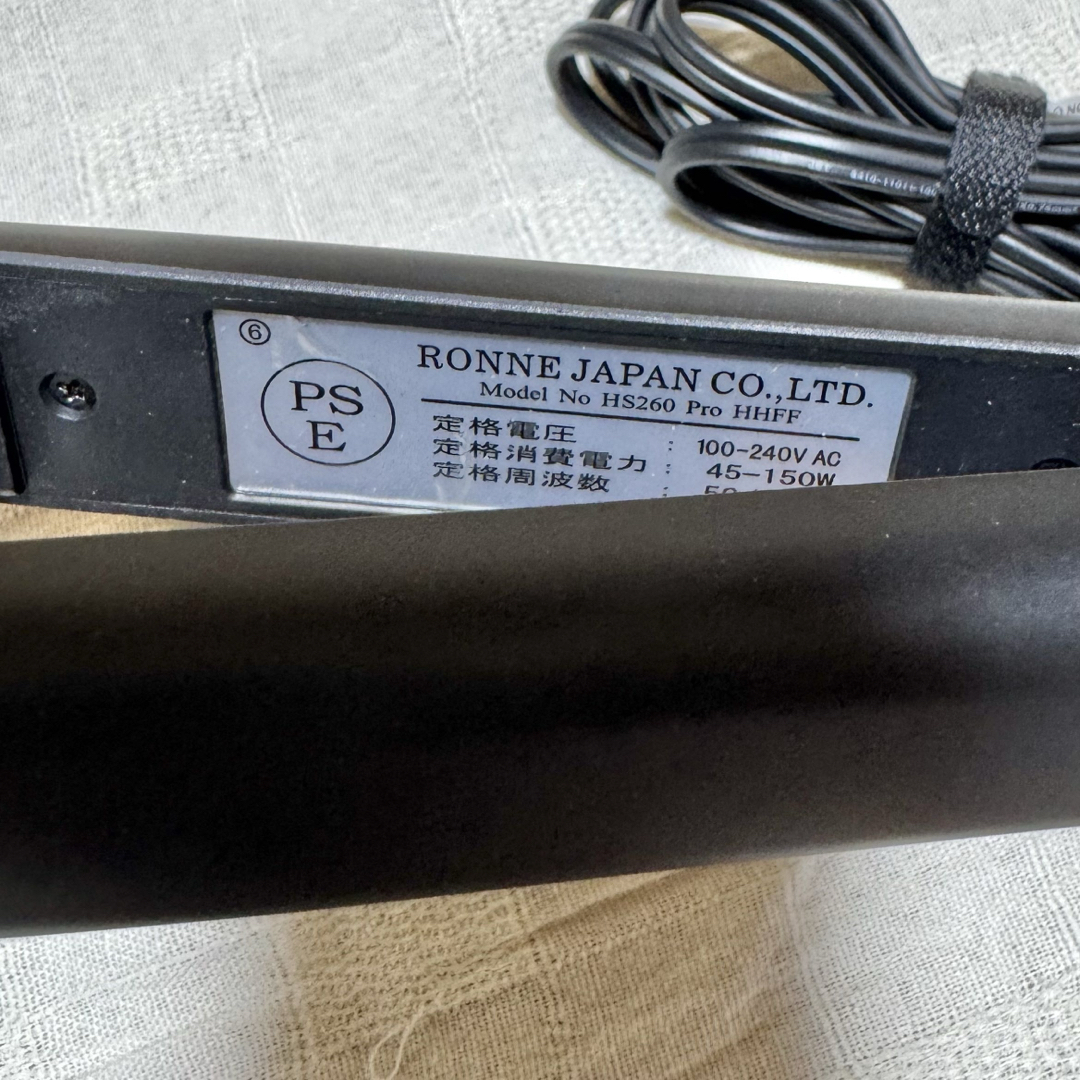 ⑥
PS
E
RONNE JAPAN CO.,LTD.
Model No HS260 Pro HHFF
定格電圧 : 100-240V AC
定格消費電力 : 45-150W
定格周波数 :